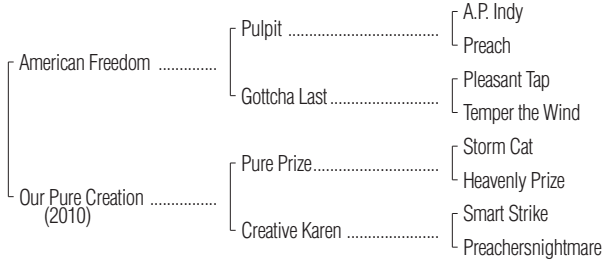 A.P. Indy
Pulpit
Preach
American Freedom
Pleasant Tap
Gottcha Last
Temper the Wind
Storm Cat
Pure Prize
Heavenly Prize
Our Pure Creation
(2010)
Smart Strike
Creative Karen
Preachersnightmare